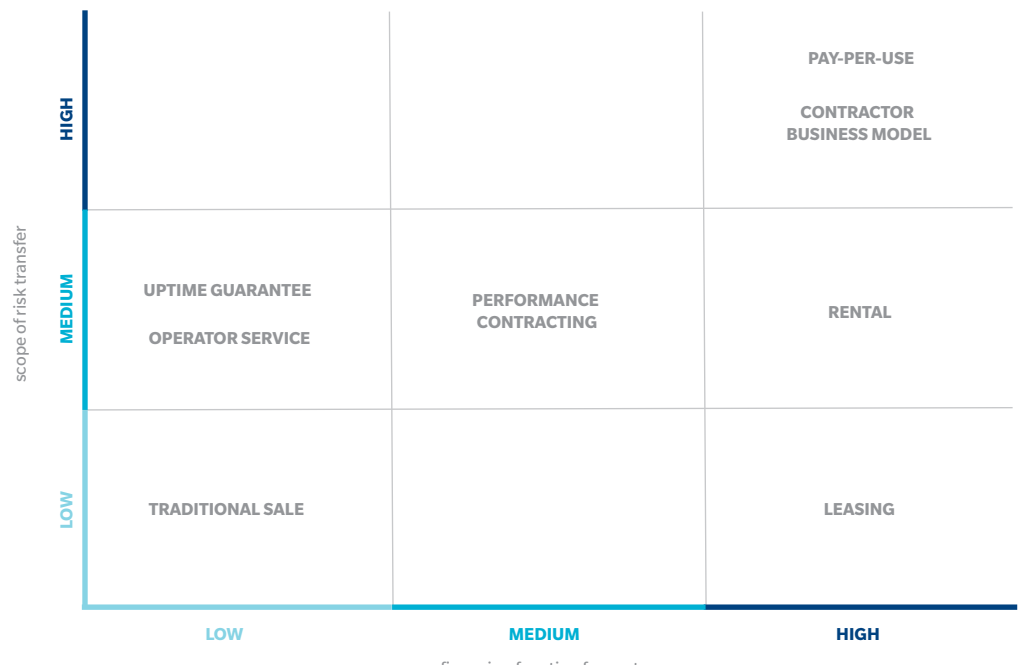 PAY-PER-USE
CONTRACTOR
BUSINESS MODEL
HIGH
scope of risk transfer
MEDIUM
UPTIME GUARANTEE
OPERATOR SERVICE
PERFORMANCE
CONTRACTING
RENTAL
LOW
TRADITIONAL SALE
LEASING
LOW
MEDIUM
HIGH